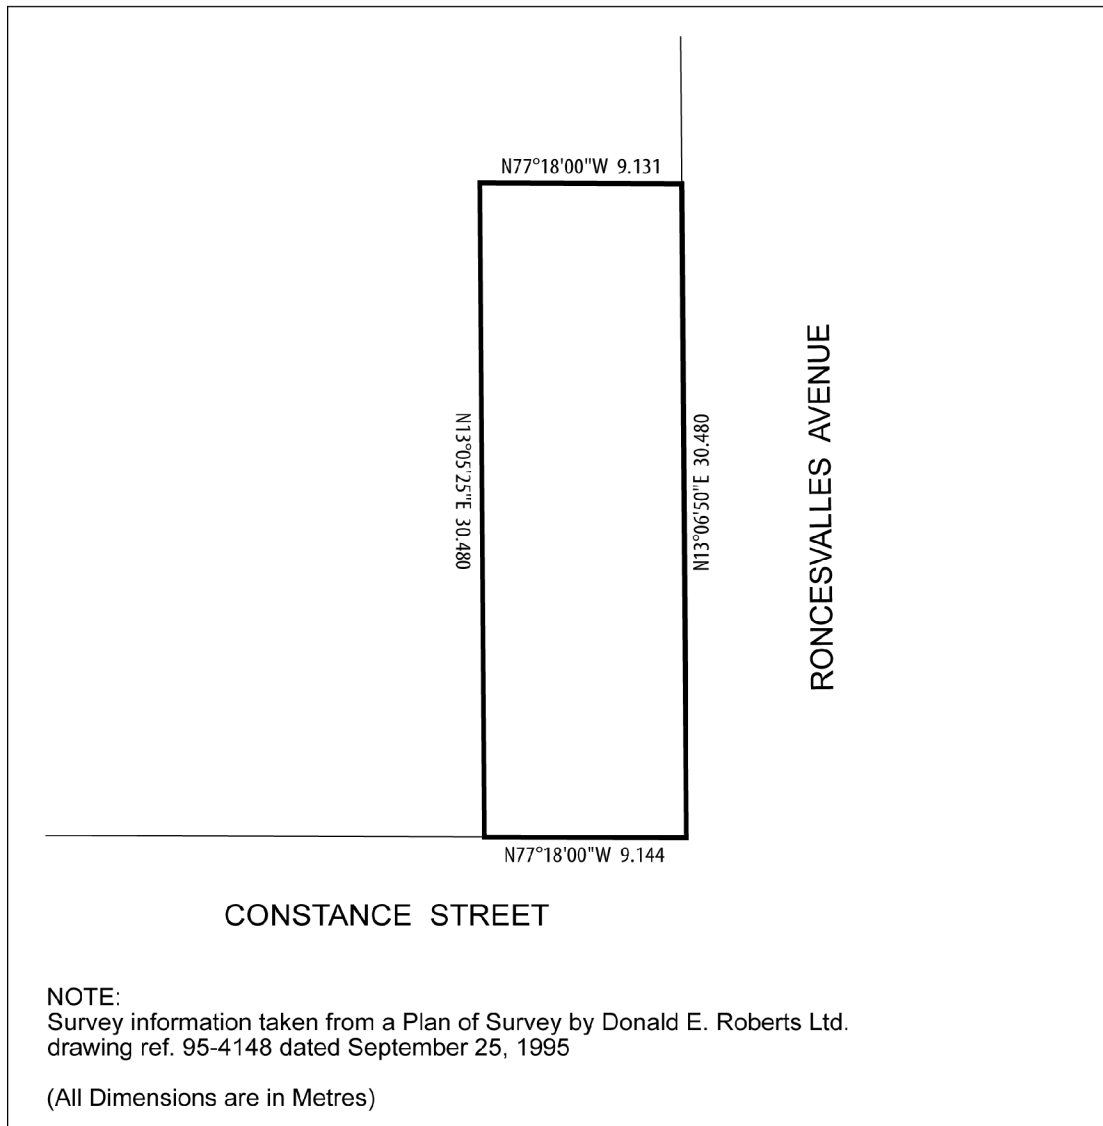 N77°18'00"W 9.131
N13°05'25"E 30.480
N13°06'50"E 30.480
RONCESVALLES AVENUE
N77°18'00"W 9.144
CONSTANCE STREET
NOTE:
Survey information taken from a Plan of Survey by Donald E. Roberts Ltd.
drawing ref. 95-4148 dated September 25, 1995
(All Dimensions are in Metres)